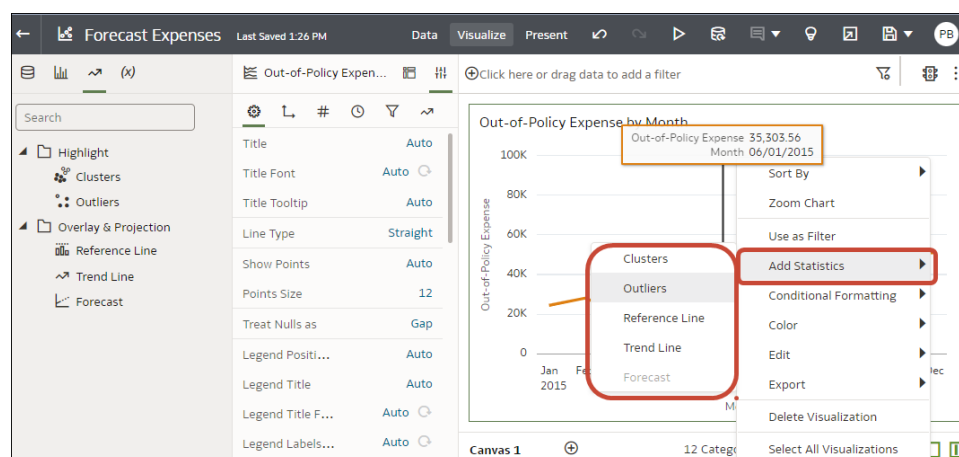 Forecast Expenses Last Saved 1:26 PM Data Visualize Present PB
(x) Out-of-Policy Expen... Click here or drag data to add a filter
Search
Highlight
Clusters
Outliers
Overlay & Projection
Reference Line
Trend Line
Forecast
#
Title Auto
Title Font Auto
Title Tooltip Auto
Line Type Straight
Show Points Auto
Points Size 12
Treat Nulls as Gap
Legend Positi... Auto
Legend Title Auto
Legend Title F... Auto
Legend Labels... Auto
Out-of-Policy Expense by Month
Out-of-Policy Expense 35,303.56
Month 06/01/2015
Out-of-Policy Expense
100K
80K
60K
40K
20K
0
Jan
2015
Clusters
Outliers
Reference Line
Trend Line
Forecast
Sort By
Zoom Chart
Use as Filter
Add Statistics
Conditional Formatting
Color
Edit
Export
Delete Visualization
Select All Visualizations
Canvas 1 12